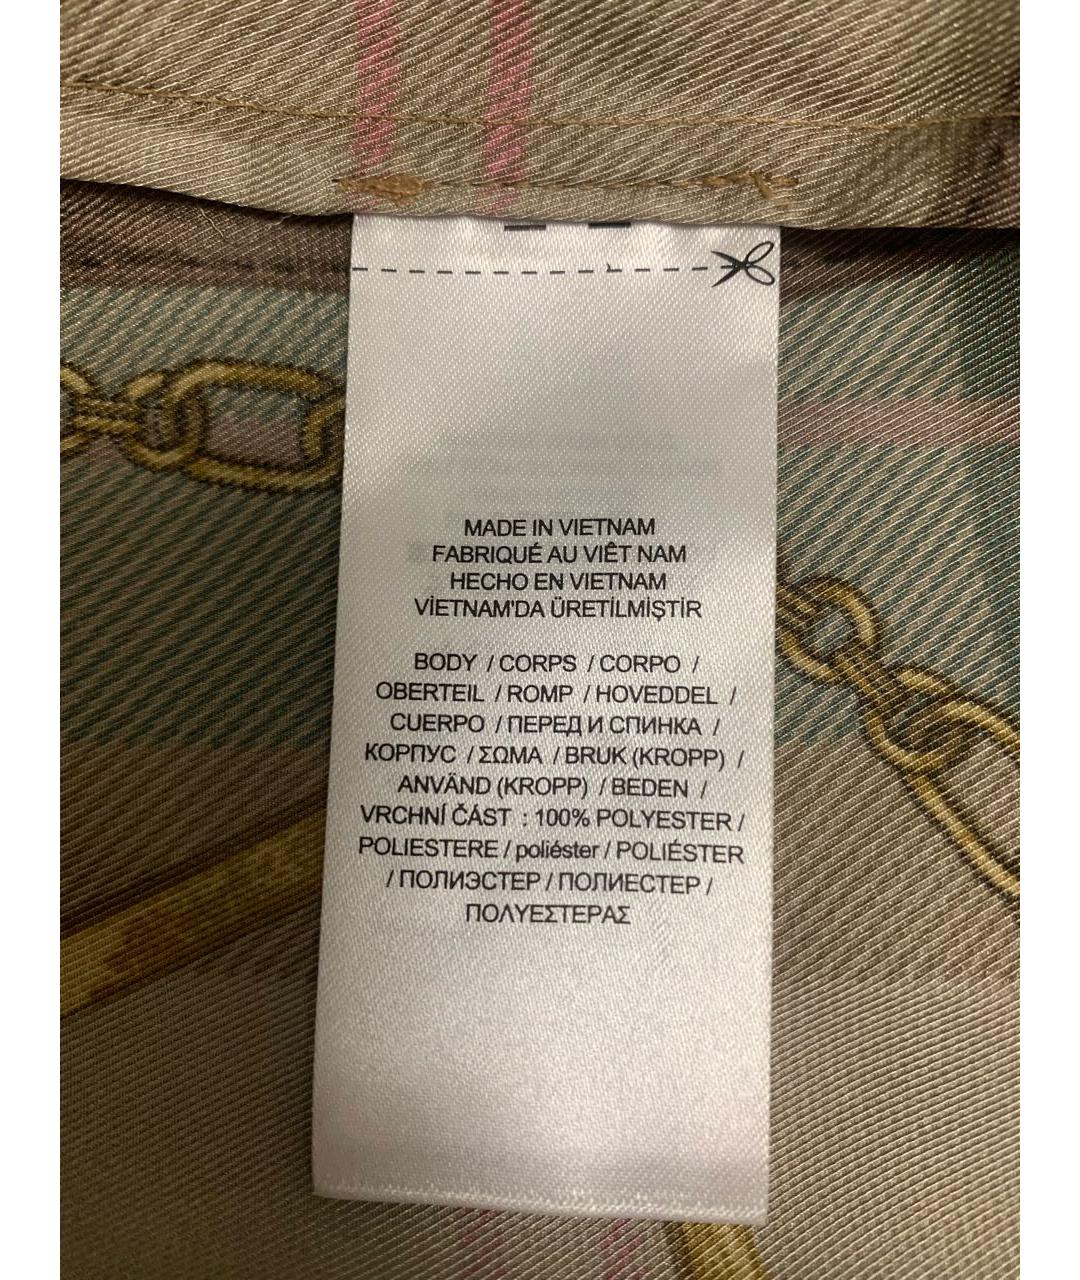 MADE IN VIETNAM
FABRIQUÉ AU VIÊT NAM
HECHO EN VIETNAM
VİETNAM'DA ÜRETİLMİŞTİR
BODY / CORPS / CORPO /
OBERTEIL / ROMP / HOVEDDEL /
CUERPO / ПЕРЕД И СПИНКА /
КОРПУС / ΣΩΜΑ / BRUK (KROPP) /
ANVÄND (KROPP) / BEDEN /
VRCHNÍ ČÁST : 100% POLYESTER /
POLIESTERE / poliéster / POLIÉSTER
/ ПОЛИЭСТЕР / ПОЛИЕСТЕР /
ΠΟΛΥΕΣΤΕΡΑΣ